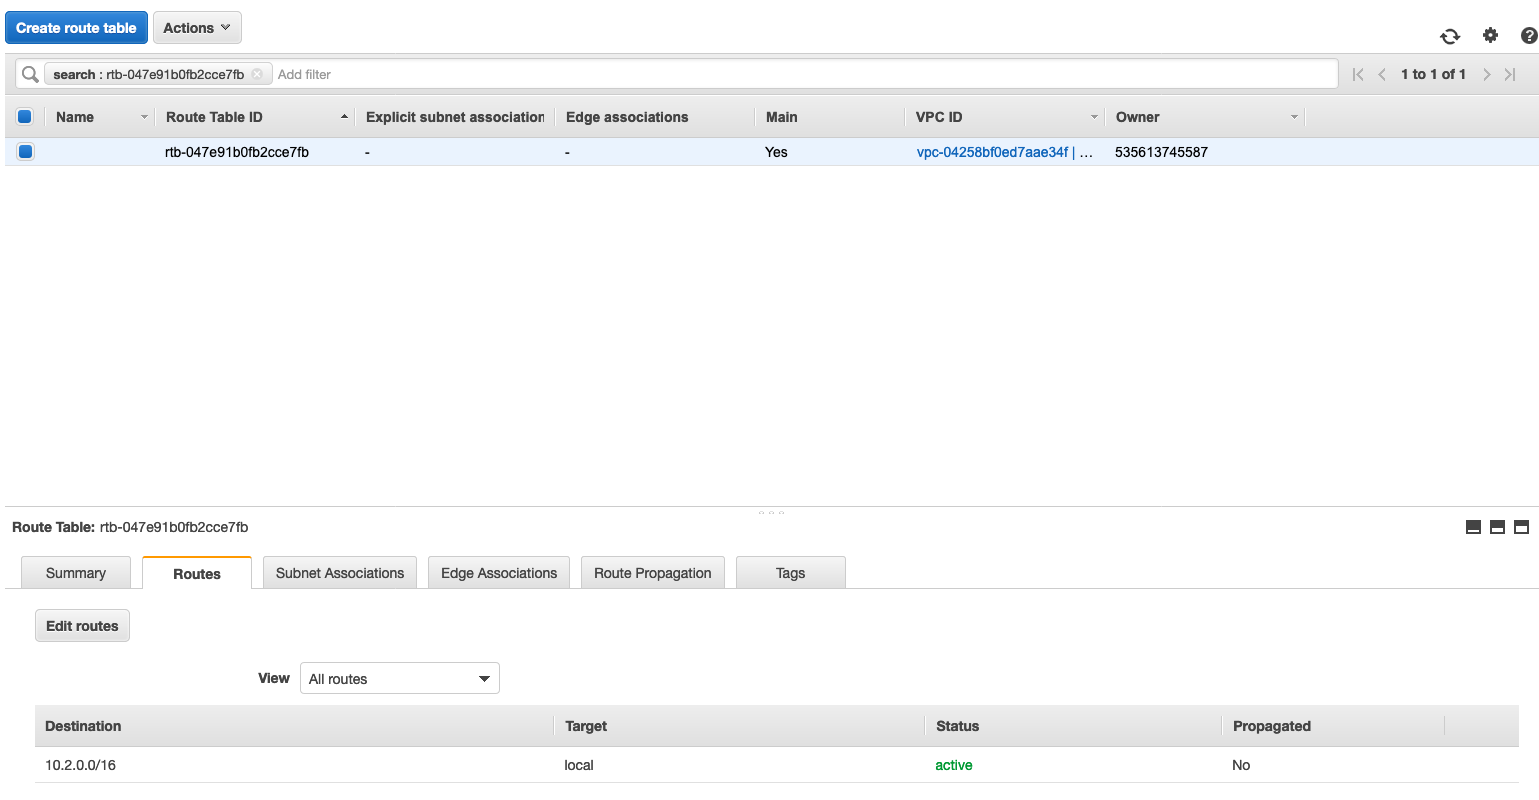 Create route table Actions
search : rtb-047e91b0fb2cce7fb Add filter 1 to 1 of 1
Name Route Table ID Explicit subnet association Edge associations Main VPC ID Owner
rtb-047e91b0fb2cce7fb - - Yes vpc-04258bf0ed7aae34f | ... 535613745587
Route Table: rtb-047e91b0fb2cce7fb
Summary Routes Subnet Associations Edge Associations Route Propagation Tags
Edit routes
View All routes
Destination Target Status Propagated
10.2.0.0/16 local active No